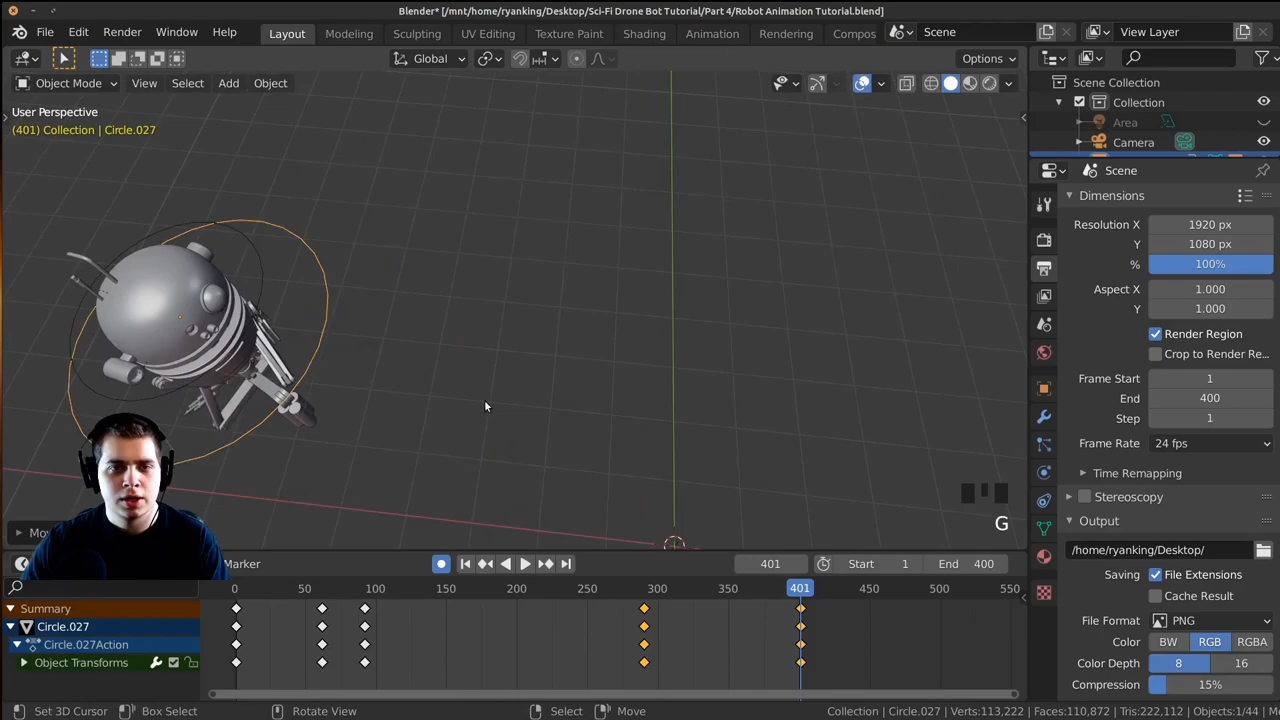 Blender* [/mnt/home/ryanking/Desktop/Sci-Fi Drone Bot Tutorial/Part 4/Robot Animation Tutorial.blend]
File Edit Render Window Help Layout Modeling Sculpting UV Editing Texture Paint Shading Animation Rendering Compos Scene View Layer
Global Options
Object Mode View Select Add Object
User Perspective
(401) Collection | Circle.027
Scene Collection
Collection
Area
Camera
Scene
Dimensions
Resolution X 1920 px
Y 1080 px
% 100%
Aspect X 1.000
Y 1.000
Render Region
Crop to Render Re...
Frame Start 1
End 400
Step 1
Frame Rate 24 fps
Time Remapping
Stereoscopy
Output
/home/ryanking/Desktop/
Saving File Extensions
Cache Result
File Format PNG
Color BW RGB RGBA
Color Depth 8 16
Compression 15%
G
Mov
Marker 401 Start 1 End 400
0 50 100 150 200 250 300 350 401 450 500 550
Summary
Circle.027
Circle.027Action
Object Transforms
Set 3D Cursor Box Select Rotate View Select Move Collection | Circle.027 | Verts:113,222 | Faces:110,872 | Tris:222,112 | Objects:1/44 | M